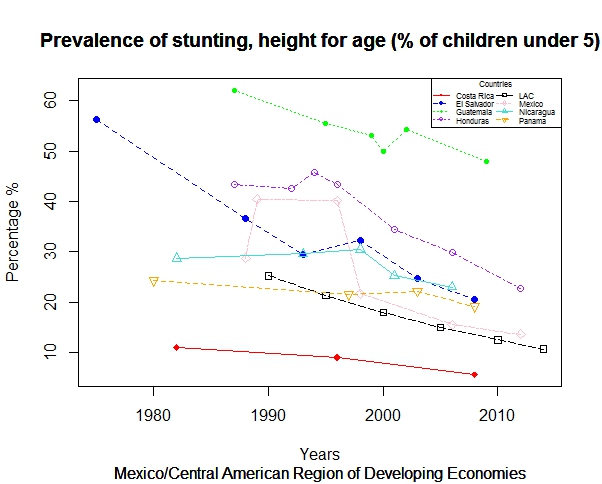 Prevalence of stunting, height for age (% of children under 5)
Countries
Costa Rica LAC
El Salvador Mexico
Guatemala Nicaragua
Honduras Panama
Percentage %
60
50
40
30
20
10
1980 1990 2000 2010
Years
Mexico/Central American Region of Developing Economies